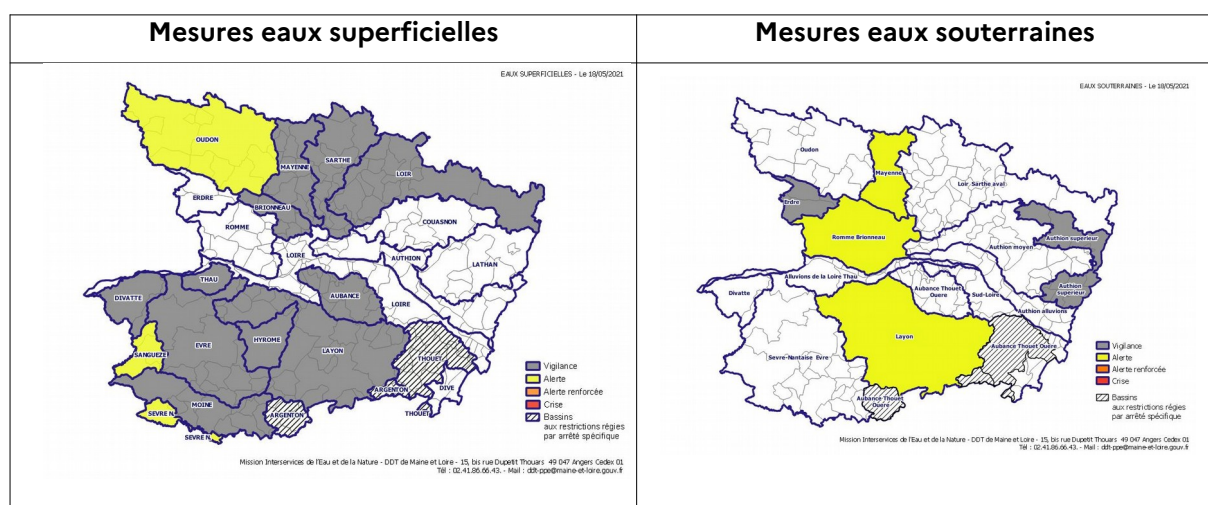 Mesures eaux superficielles
EAUX SUPERFICIELLES - Le 18/05/2021
OUDON
MAYENNE
SARTHE
LOIR
ERDRE
BRIONNEAU
ROMME
COUASNON
LOIRE
AUTHION
LATHAN
THAU
AUBANCE
DIVATTE
LOIRE
SANGUEZE
EVRE
HYROME
LAYON
THOUET
MOINE
ARGENTON
DIVE
SEVRE N
ARGENTON
THOUET
SEVRE N
Vigilance
Alerte
Alerte renforcée
Crise
Bassins
aux restrictions régies
par arrêté spécifique
Mission Interservices de l'Eau et de la Nature - DDT de Maine et Loire - 15, bis rue Dupetit Thouars 49 047 Angers Cedex 01
Tél : 02.41.86.66.43. - Mail : ddt-ppe@maine-et-loire.gouv.fr
Mesures eaux souterraines
EAUX SOUTERRAINES - Le 18/05/2021
Oudon
Mayenne
Loir Sarthe aval
Erdre
Romme Brionneau
Authion superieur
Authion moyen
Alluvions de la Loire Thau
Divatte
Aubance Thouet
Ouere
Sud-Loire
Authion
superieur
Authion alluvions
Layon
Aubance Thouet Ouere
Sevre-Nantaise Evre
Aubance Thouet
Ouere
Vigilance
Alerte
Alerte renforcée
Crise
Bassins
aux restrictions régies
par arrêté spécifique
Mission Interservices de l'Eau et de la Nature - DDT de Maine et Loire - 15, bis rue Dupetit Thouars 49 047 Angers Cedex 01
Tél : 02.41.86.66.43. - Mail : ddt-ppe@maine-et-loire.gouv.fr